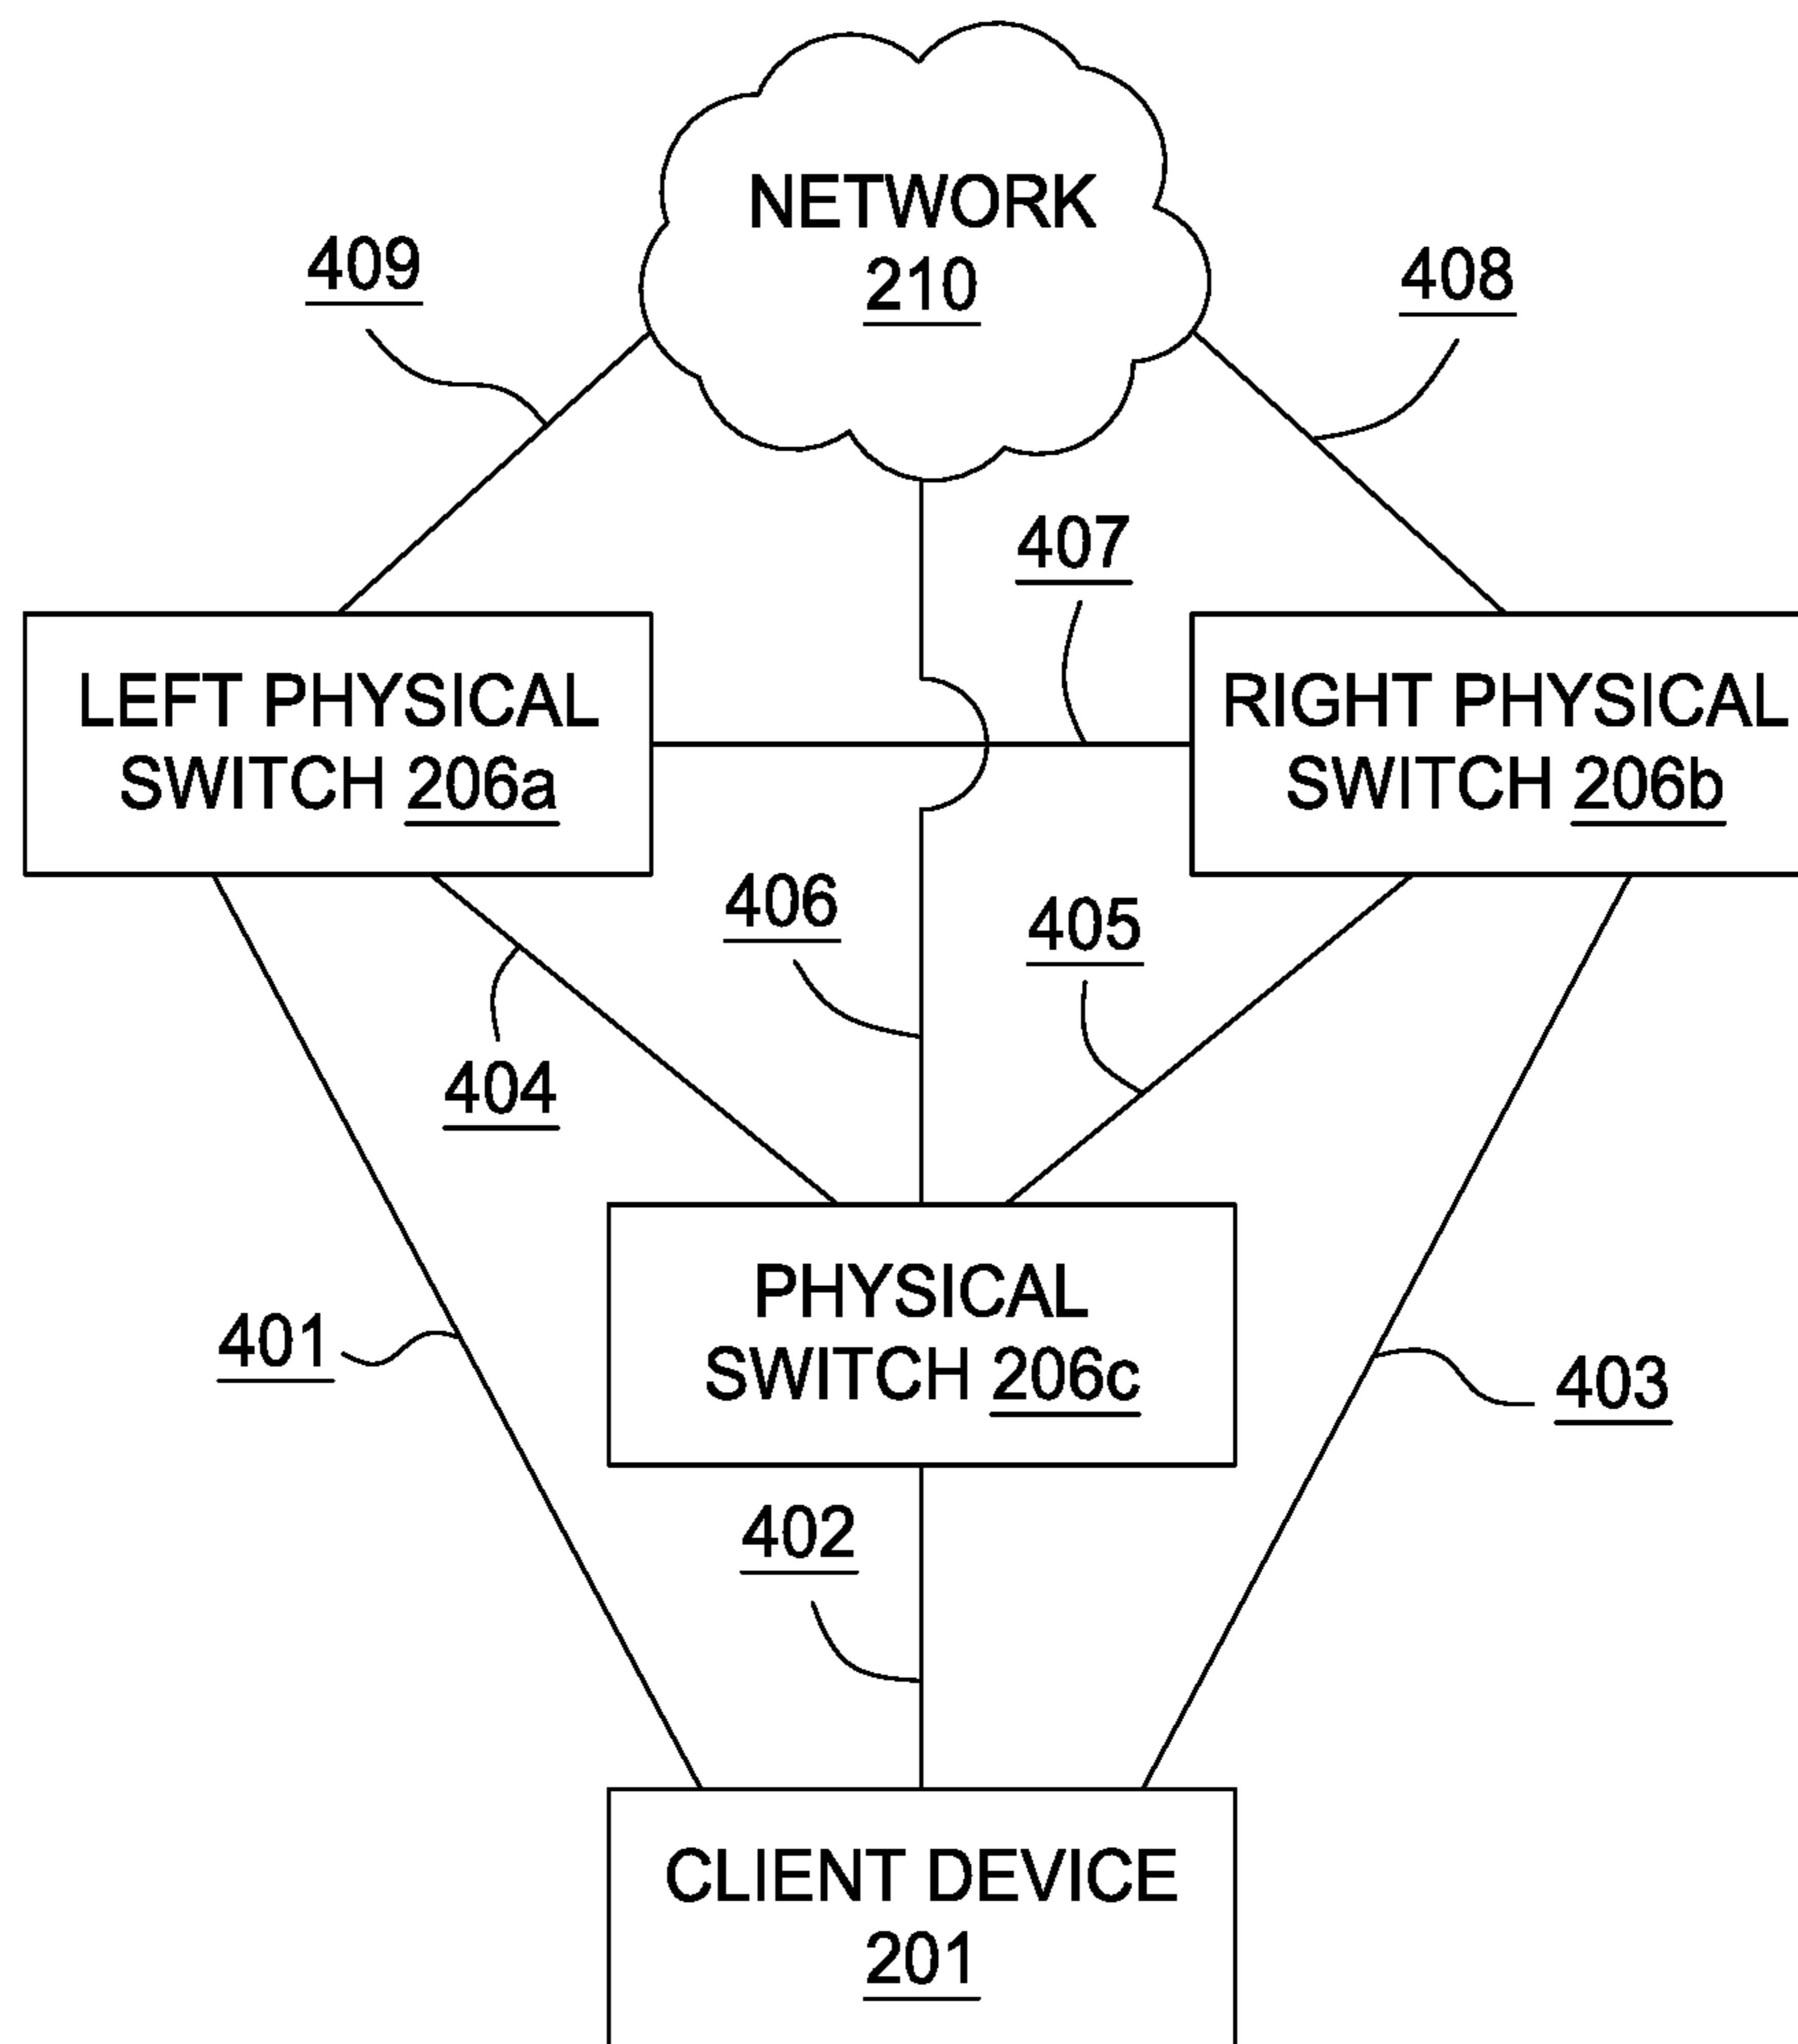 NETWORK
210
409
408
407
LEFT PHYSICAL
SWITCH 206a
RIGHT PHYSICAL
SWITCH 206b
406
405
404
PHYSICAL
SWITCH 206c
401
403
402
CLIENT DEVICE
201